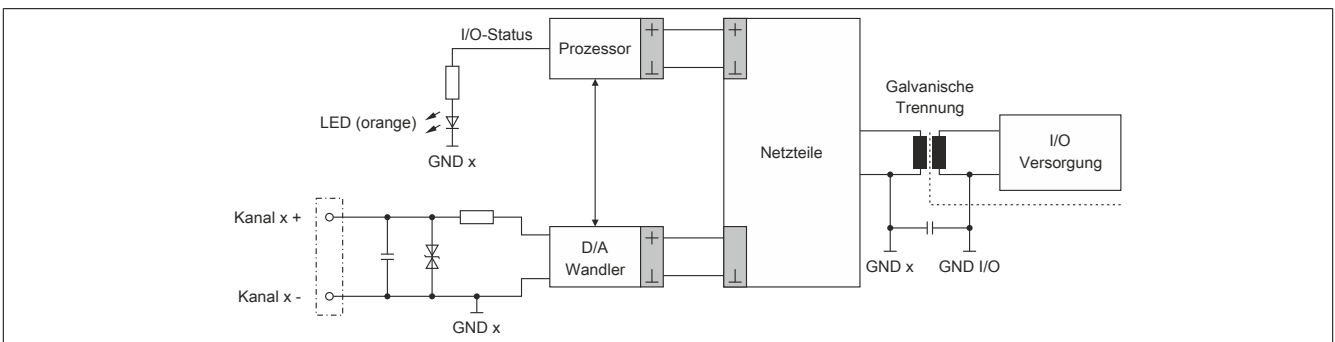 I/O-Status
Prozessor
+
⊥
+
⊥
Galvanische
Trennung
LED (orange)
GND x
Netzteile
I/O
Versorgung
Kanal x +
D/A
Wandler
+
⊥
⊥
GND x
GND I/O
Kanal x -
GND x